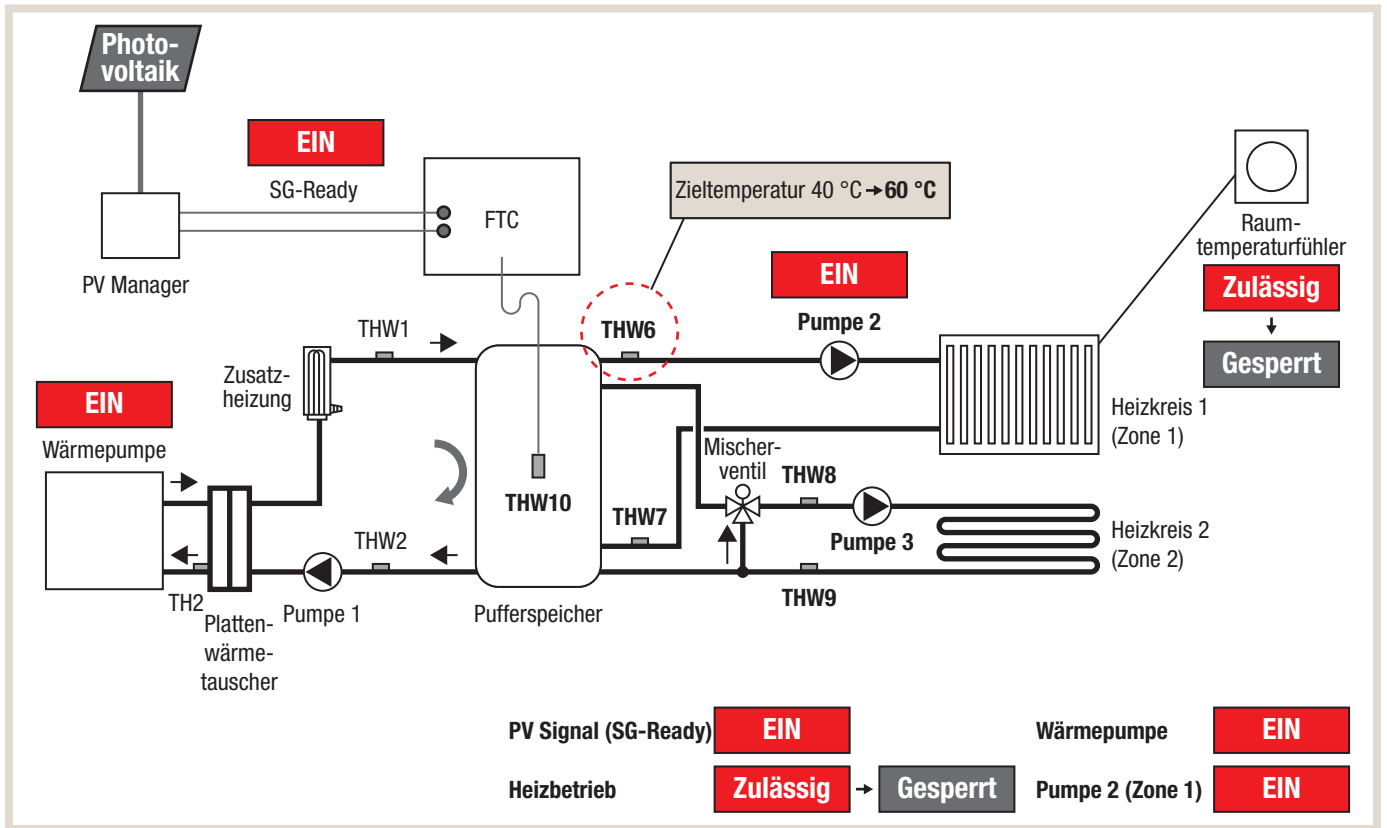 Photo-
voltaik
EIN
SG-Ready
FTC
PV Manager
Zieltemperatur 40 °C → 60 °C
Raum-
temperaturfühler
Zulässig
↓
Gesperrt
EIN
Pumpe 2
THW1
THW6
Zusatz-
heizung
EIN
Wärmepumpe
Heizkreis 1
(Zone 1)
Mischer-
ventil
THW8
THW10
THW7
Pumpe 3
Heizkreis 2
(Zone 2)
THW2
THW9
TH2
Pumpe 1
Pufferspeicher
Platten-
wärme-
tauscher
PV Signal (SG-Ready) EIN
Wärmepumpe EIN
Heizbetrieb Zulässig → Gesperrt
Pumpe 2 (Zone 1) EIN